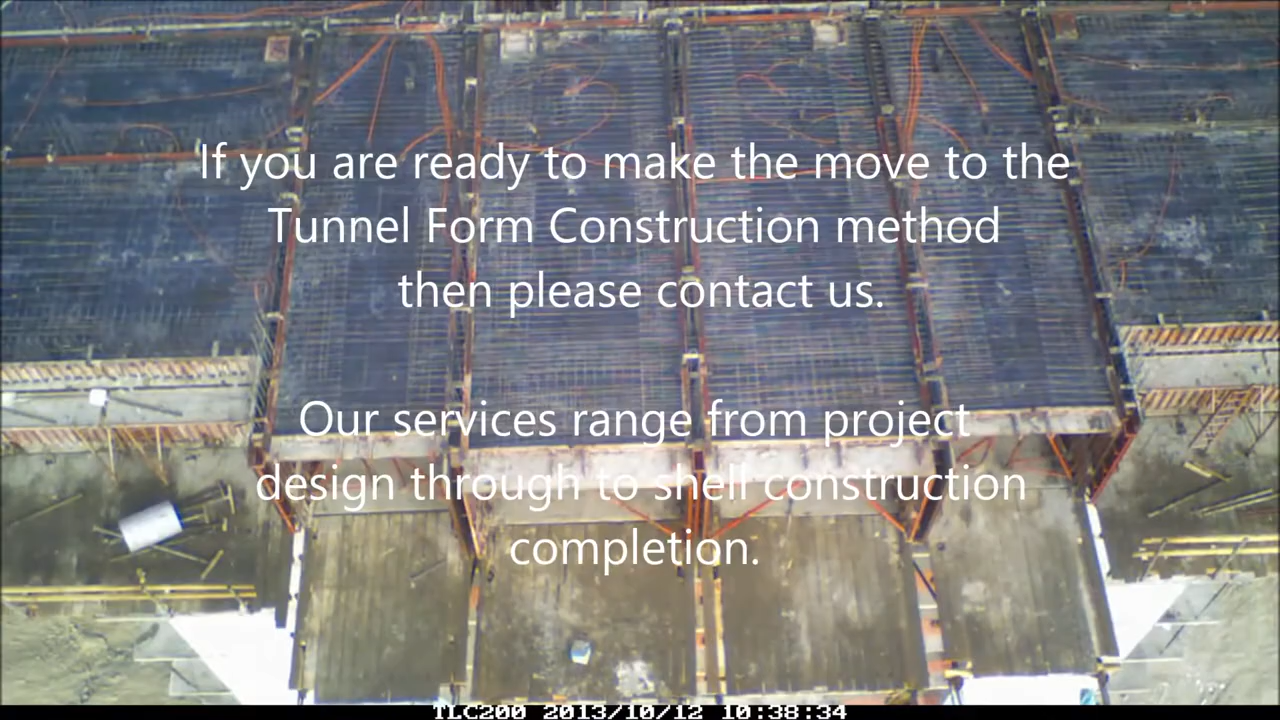 If you are ready to make the move to the
Tunnel Form Construction method
then please contact us.
Our services range from project
design through to shell construction
completion.
TLC200 2013/10/12 10:38:34